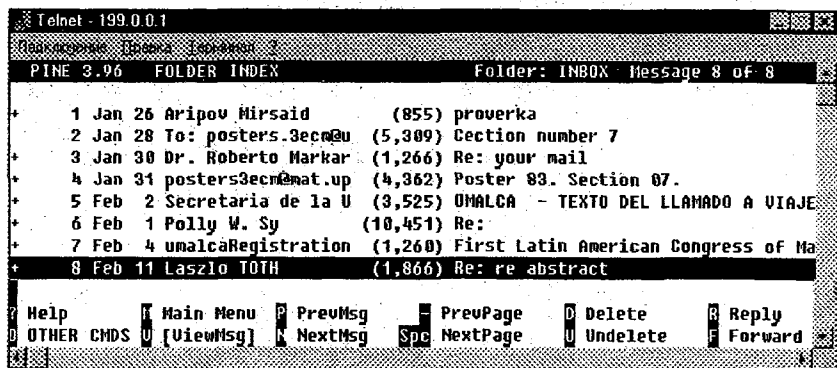 Telnet - 199.0.0.1
Подключение Правка Терминал ?
PINE 3.96 FOLDER INDEX Folder: INBOX Message 8 of 8
+ 1 Jan 26 Aripov Mirsaid (855) proverka
2 Jan 28 To: posters.3ecm@u (5,309) Cection number 7
+ 3 Jan 30 Dr. Roberto Markar (1,266) Re: your mail
+ 4 Jan 31 posters3ecm@mat.up (4,362) Poster 83. Section 07.
+ 5 Feb 2 Secretaria de la U (3,525) OMALCA - TEXTO DEL LLAMADO A VIAJE
+ 6 Feb 1 Polly W. Sy (10,451) Re:
+ 7 Feb 4 umalcaRegistration (1,260) First Latin American Congress of Ma
+ 8 Feb 11 Laszlo TOTH (1,866) Re: re abstract
? Help M Main Menu P PrevMsg - PrevPage D Delete R Reply
O OTHER CMDS V [ViewMsg] N NextMsg Spc NextPage U Undelete F Forward